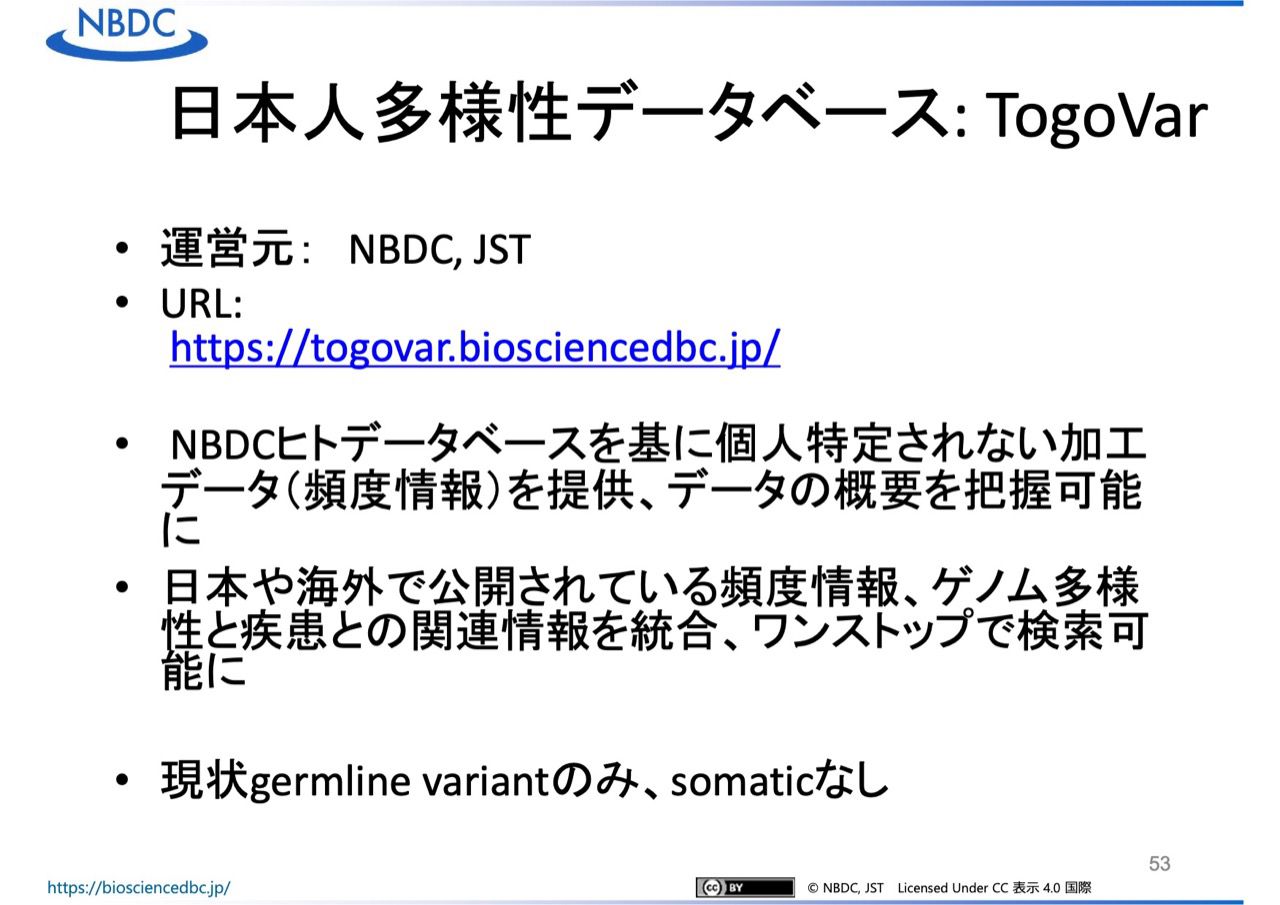 NBDC
日本人多様性データベース: TogoVar
• 運営元： NBDC, JST
• URL:
https://togovar.biosciencedbc.jp/
• NBDCヒトデータベースを基に個人特定されない加工
データ（頻度情報）を提供、データの概要を把握可能
に
• 日本や海外で公開されている頻度情報、ゲノム多様
性と疾患との関連情報を統合、ワンストップで検索可
能に
• 現状germline variantのみ、somaticなし
53
https://biosciencedbc.jp/
cc BY © NBDC, JST Licensed Under CC 表示 4.0 国際